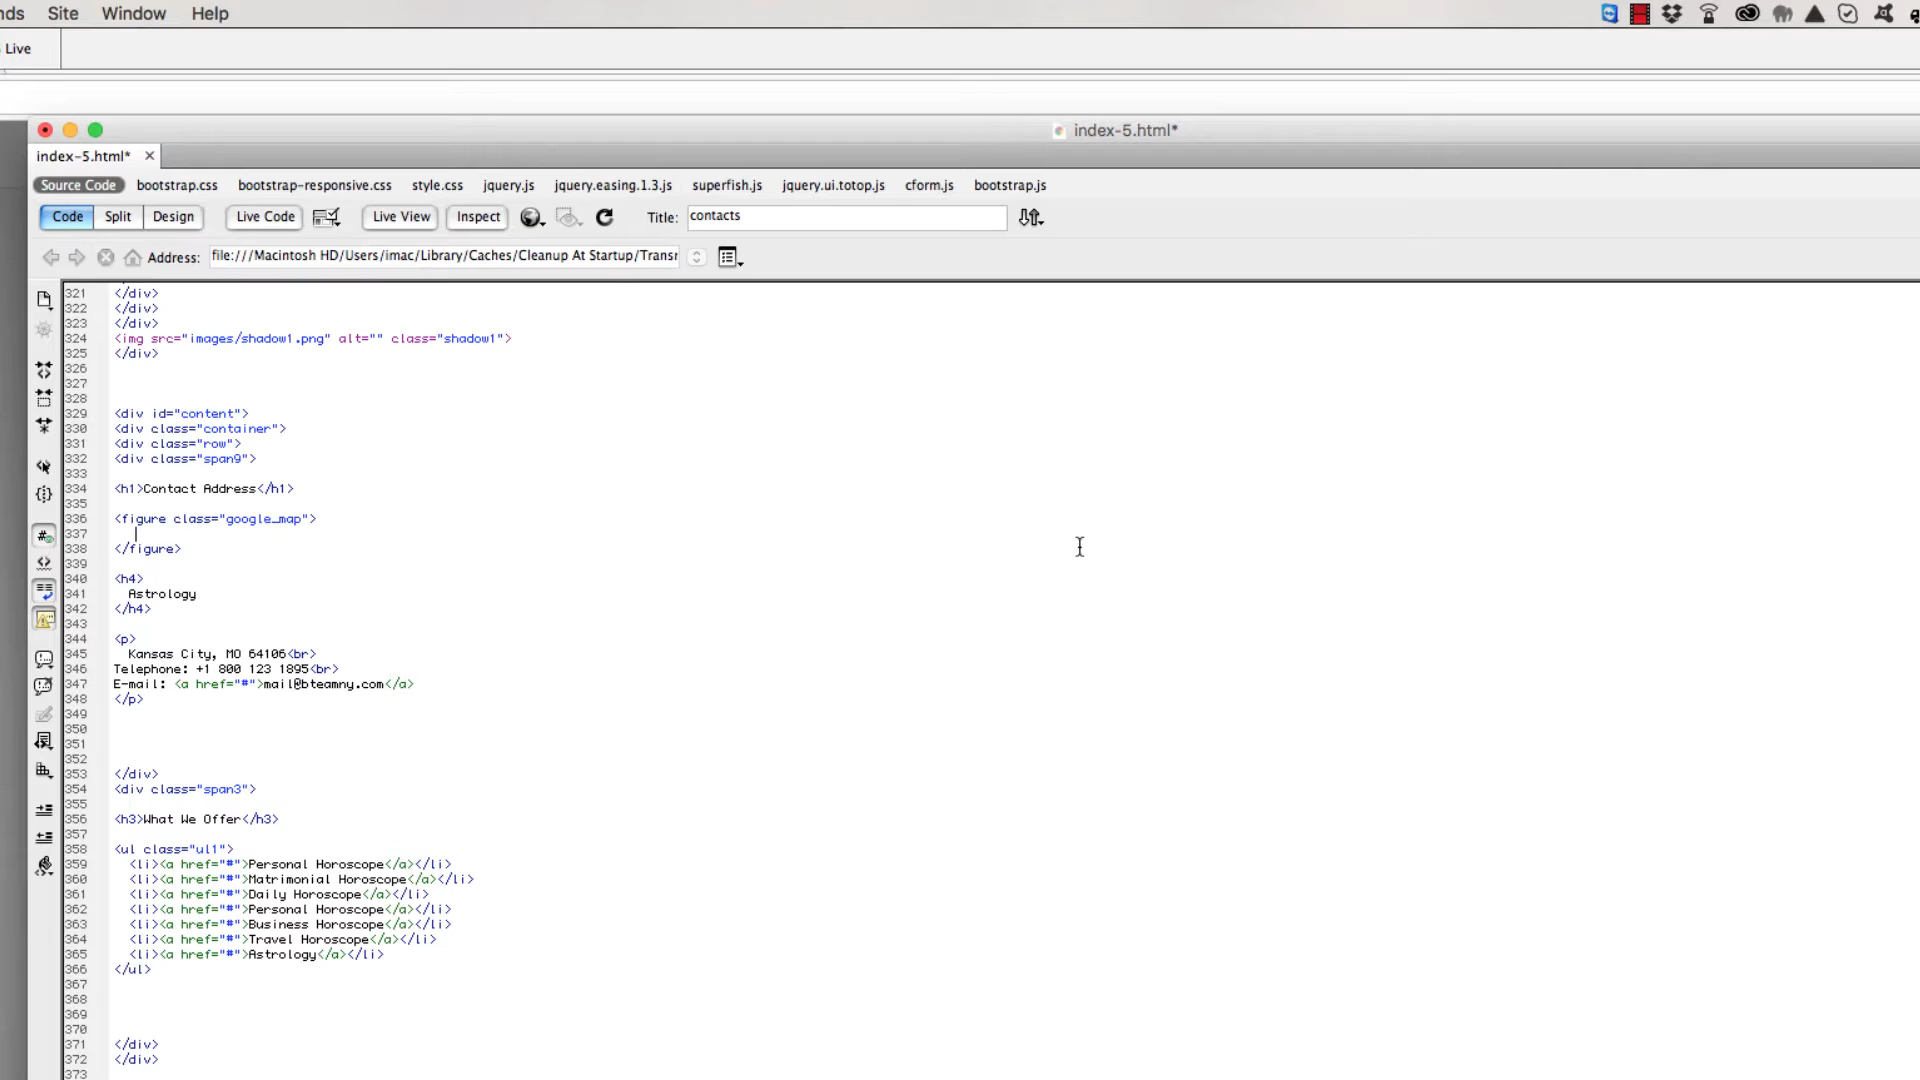 nds Site Window Help
Live
index-5.html*
index-5.html*
Source Code bootstrap.css bootstrap-responsive.css style.css jquery.js jquery.easing.1.3.js superfish.js jquery.ui.totop.js cform.js bootstrap.js
Code Split Design Live Code Live View Inspect Title: contacts
Address: file:///Macintosh HD/Users/imac/Library/Caches/Cleanup At Startup/Transr
321 </div>
322 </div>
323 </div>
324 <img src="images/shadow1.png" alt="" class="shadow1">
325 </div>
326
327
328
329 <div id="content">
330 <div class="container">
331 <div class="row">
332 <div class="span9">
333
334 <h1>Contact Address</h1>
335
336 <figure class="google_map">
337
338 </figure>
339
340 <h4>
341 Astrology
342 </h4>
343
344 <p>
345 Kansas City, MO 64106<br>
346 Telephone: +1 800 123 1895<br>
347 E-mail: <a href="#">mail@bteamny.com</a>
348 </p>
349
350
351
352
353 </div>
354 <div class="span3">
355
356 <h3>What We Offer</h3>
357
358 <ul class="ul1">
359 <li><a href="#">Personal Horoscope</a></li>
360 <li><a href="#">Matrimonial Horoscope</a></li>
361 <li><a href="#">Daily Horoscope</a></li>
362 <li><a href="#">Personal Horoscope</a></li>
363 <li><a href="#">Business Horoscope</a></li>
364 <li><a href="#">Travel Horoscope</a></li>
365 <li><a href="#">Astrology</a></li>
366 </ul>
367
368
369
370
371 </div>
372 </div>
373